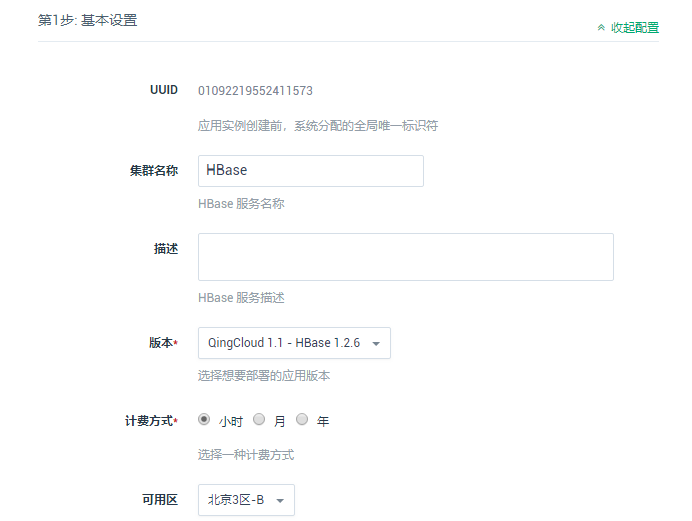 第1步: 基本设置
收起配置
UUID 01092219552411573
应用实例创建前，系统分配的全局唯一标识符
集群名称 HBase
HBase 服务名称
描述
HBase 服务描述
版本* QingCloud 1.1 - HBase 1.2.6
选择想要部署的应用版本
计费方式* 小时 月 年
选择一种计费方式
可用区 北京3区-B